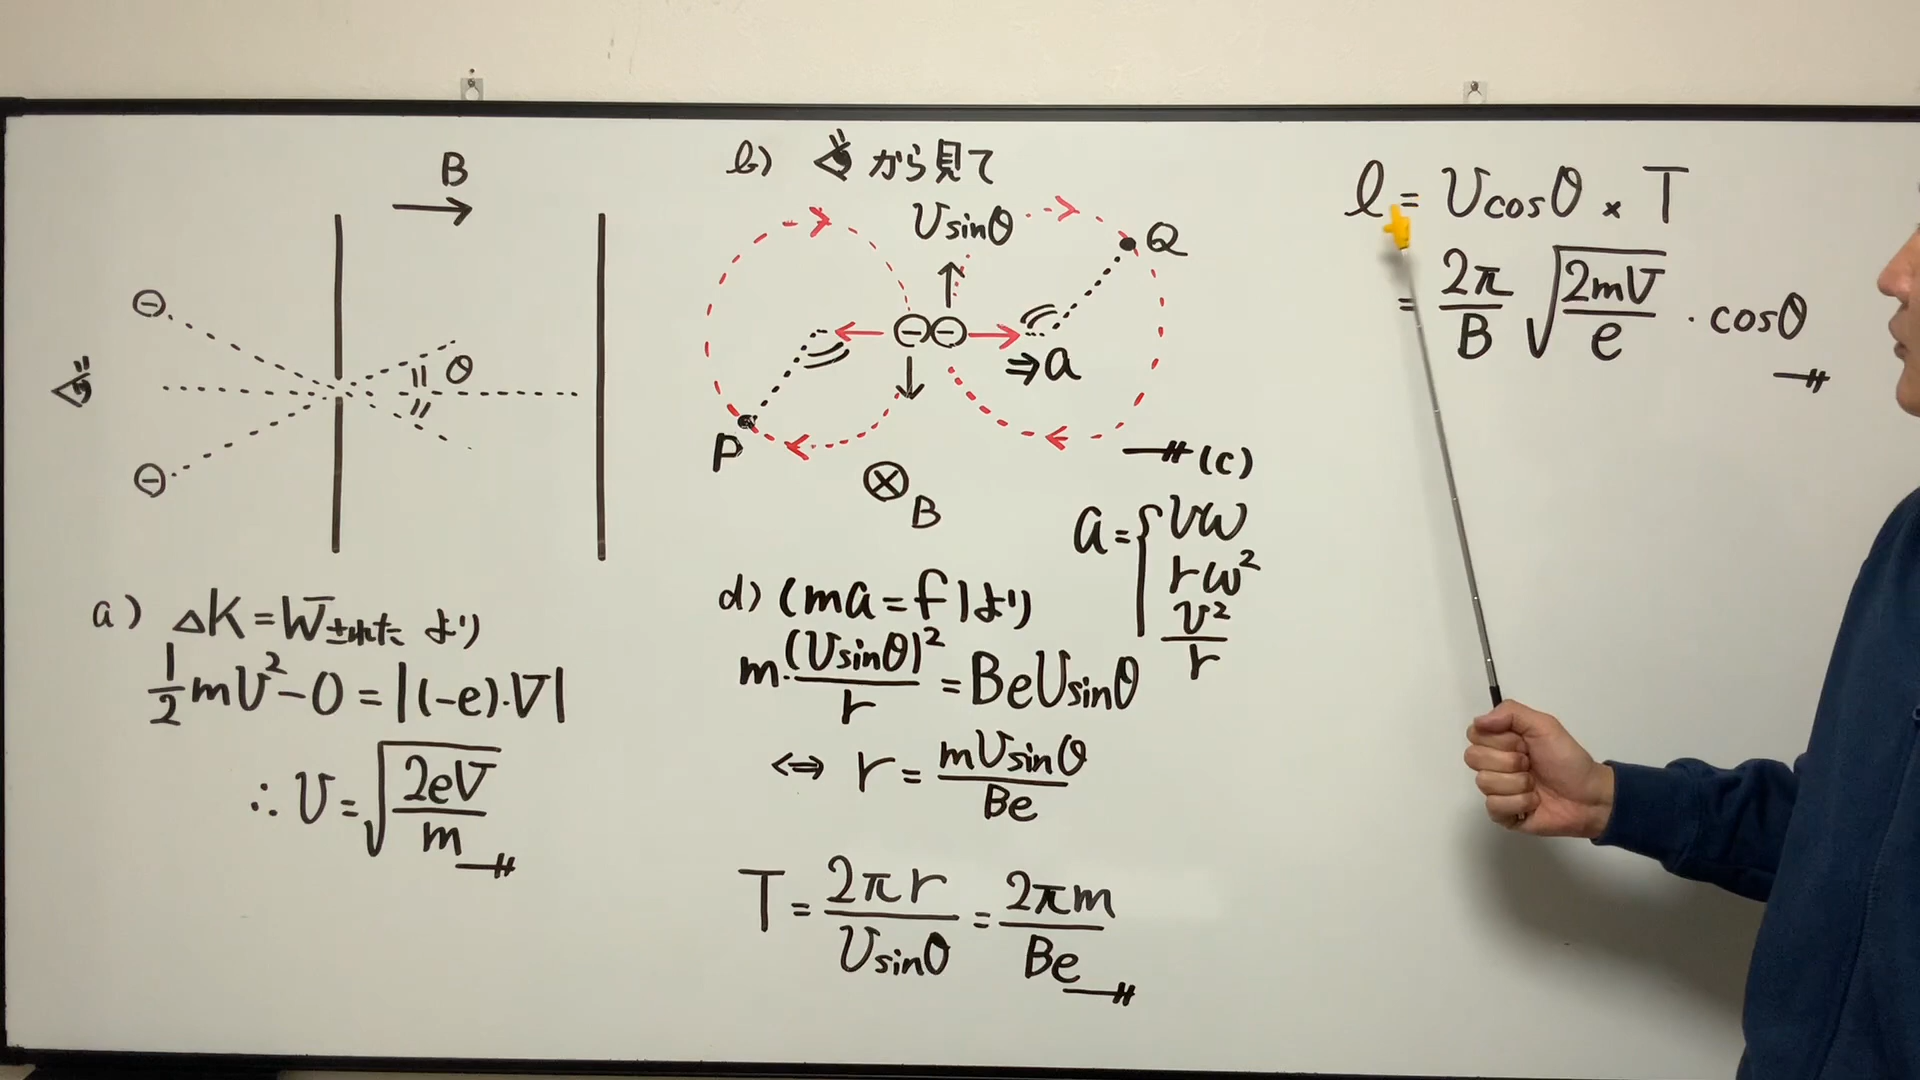 B
θ
a) ΔK=Wされた より
1/2 mv²-0=|(-e)·V|
∴ v=√(2eV/m)
b) から見て
vsinθ
Q
⇒a
P
⊗B
(c)
a={vω
rω²
v²/r
d) (ma=f)より
m·(vsinθ)²/r=Bevsinθ
⇔ r=mvsinθ/Be
T=2πr/vsinθ=2πm/Be
l=vcosθ×T
=2π/B √(2mV/e)·cosθ